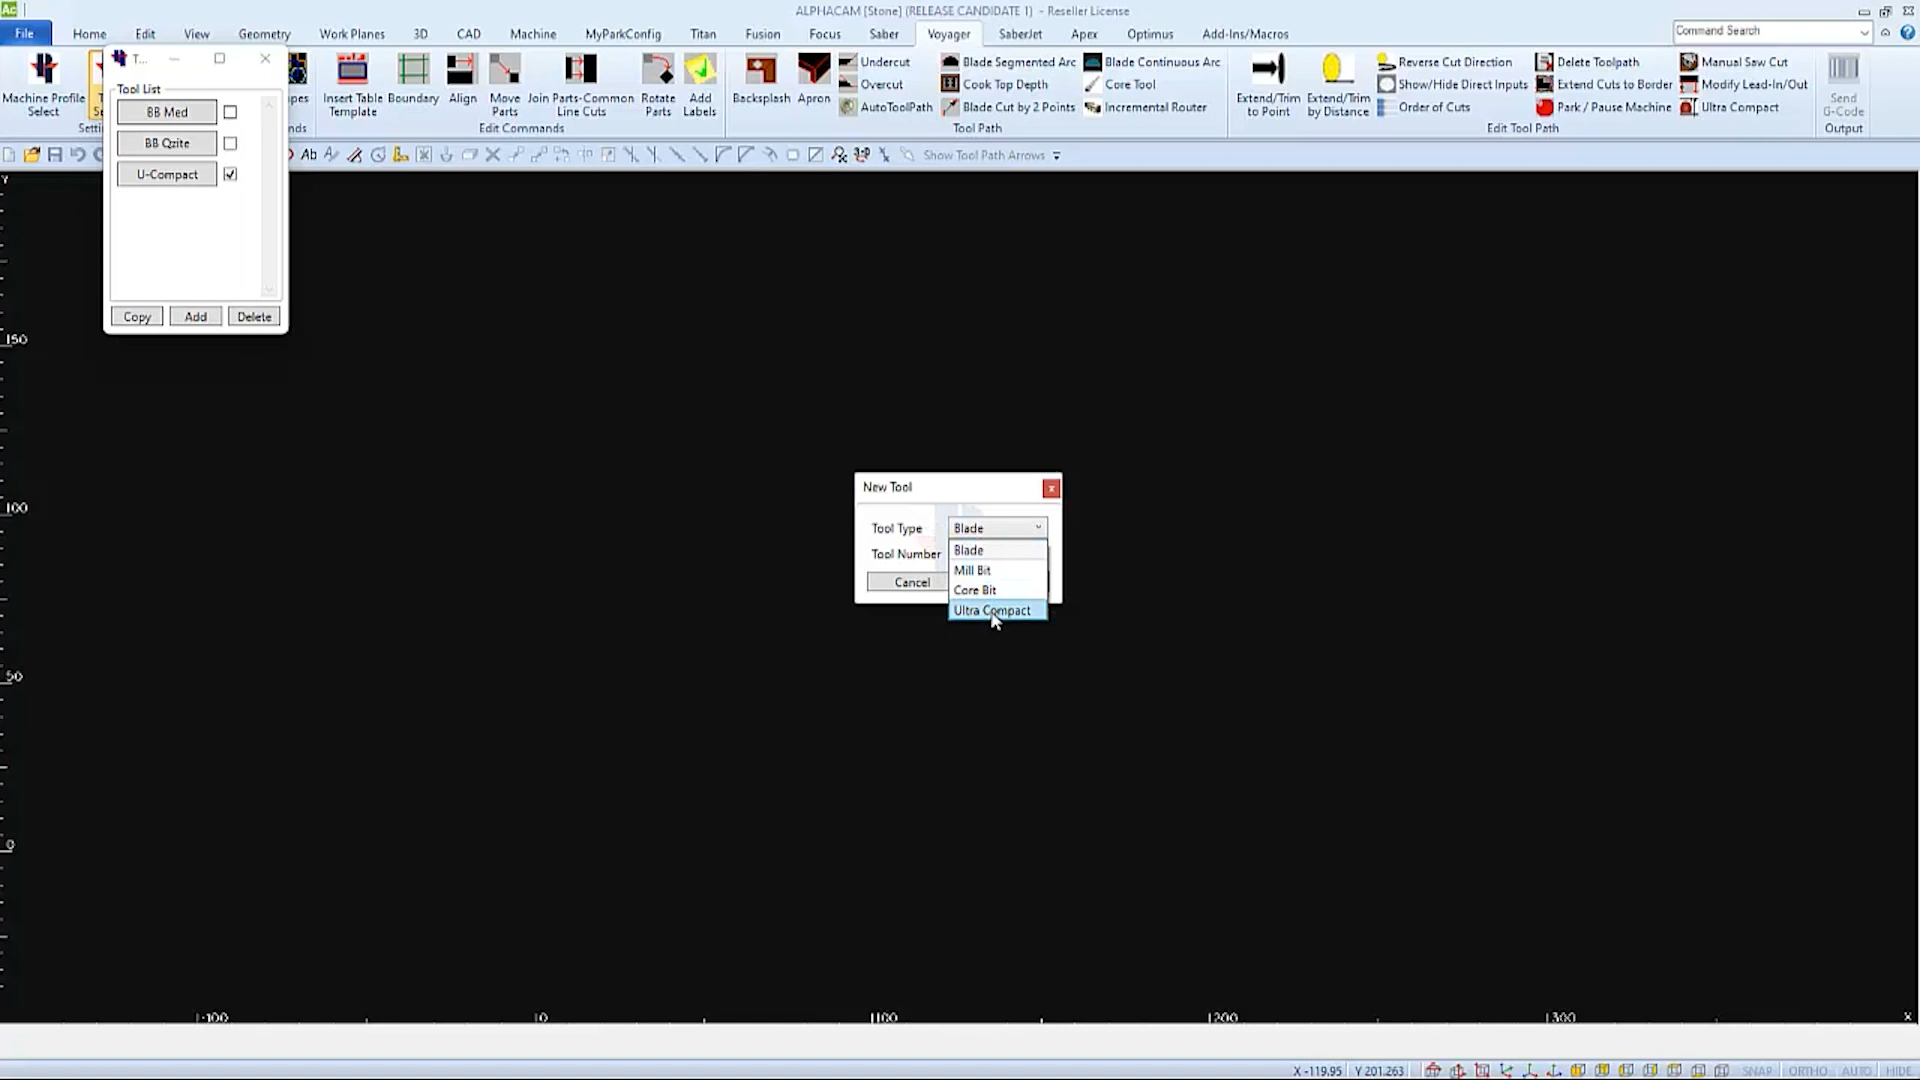 Ac
ALPHACAM [Stone] (RELEASE CANDIDATE 1) - Reseller License
File Home Edit View Geometry Work Planes 3D CAD Machine MyParkConfig Titan Fusion Focus Saber Voyager SaberJet Apex Optimus Add-Ins/Macros
Command Search
T...
Tool List
BB Med
BB Qzite
U-Compact
Copy Add Delete
Machine Profile
Select
Insert Table
Template
Boundary
Align
Move
Parts
Join Parts-Common
Line Cuts
Rotate
Parts
Add
Labels
Edit Commands
Backsplash
Apron
Undercut
Overcut
AutoToolPath
Blade Segmented Arc
Cook Top Depth
Blade Cut by 2 Points
Blade Continuous Arc
Core Tool
Incremental Router
Tool Path
Extend/Trim
to Point
Extend/Trim
by Distance
Reverse Cut Direction
Show/Hide Direct Inputs
Order of Cuts
Delete Toolpath
Extend Cuts to Border
Park / Pause Machine
Manual Saw Cut
Modify Lead-In/Out
Ultra Compact
Edit Tool Path
Send
G-Code
Output
Ab
Show Tool Path Arrows
Y
150
100
50
0
New Tool
Tool Type Blade
Tool Number
Cancel
Blade
Mill Bit
Core Bit
Ultra Compact
-100 0 100 200 300 X
X -119.95 Y 201.263 SNAP ORTHO AUTO HIDE